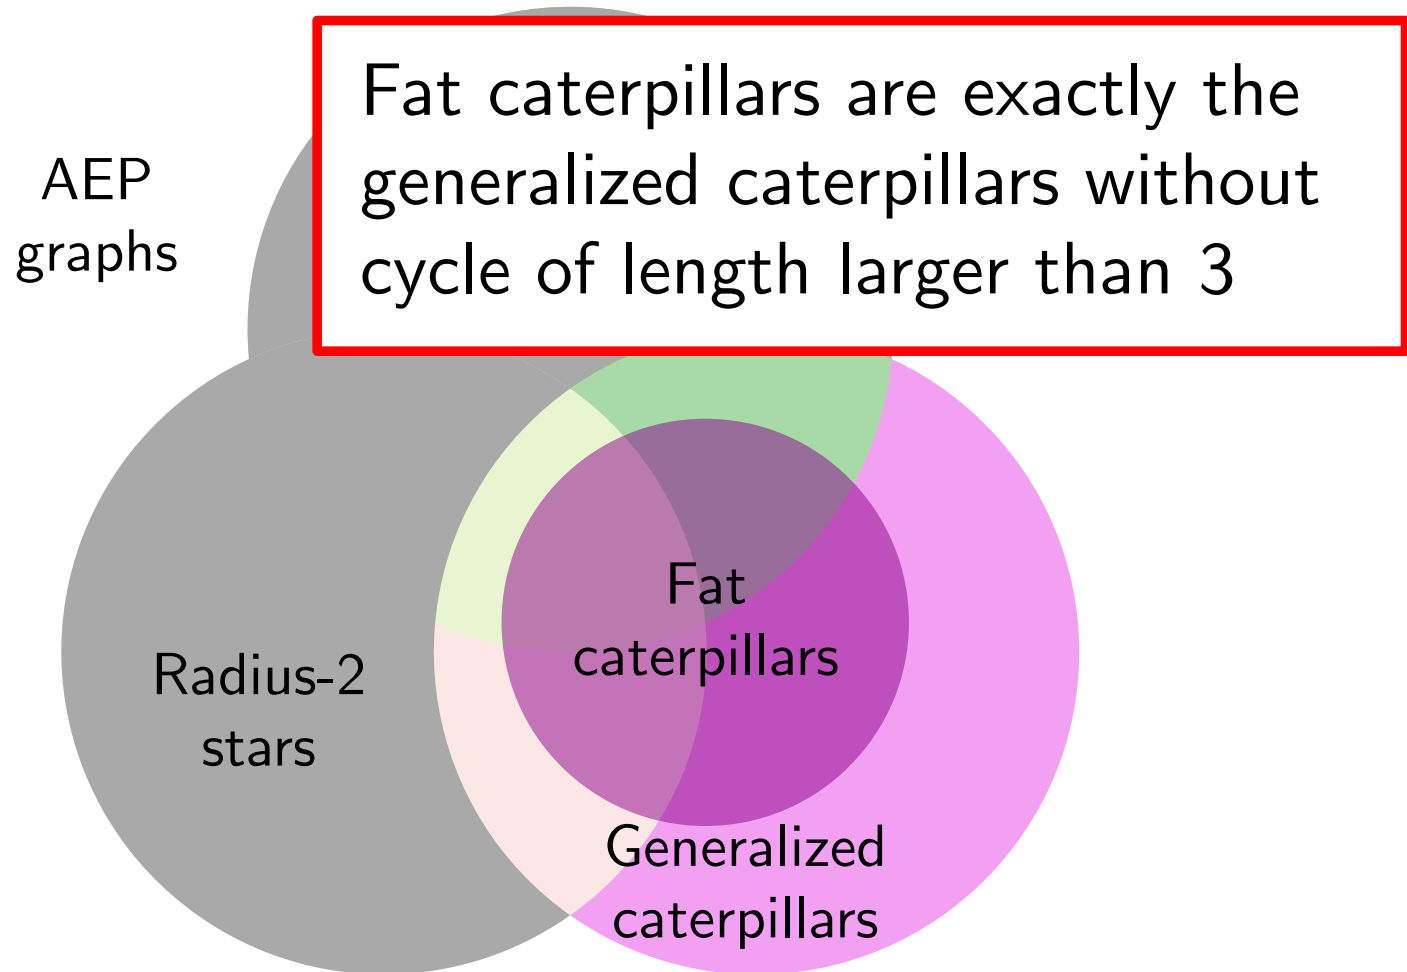 Fat caterpillars are exactly the
generalized caterpillars without
cycle of length larger than 3
AEP
graphs
Fat
caterpillars
Radius-2
stars
Generalized
caterpillars